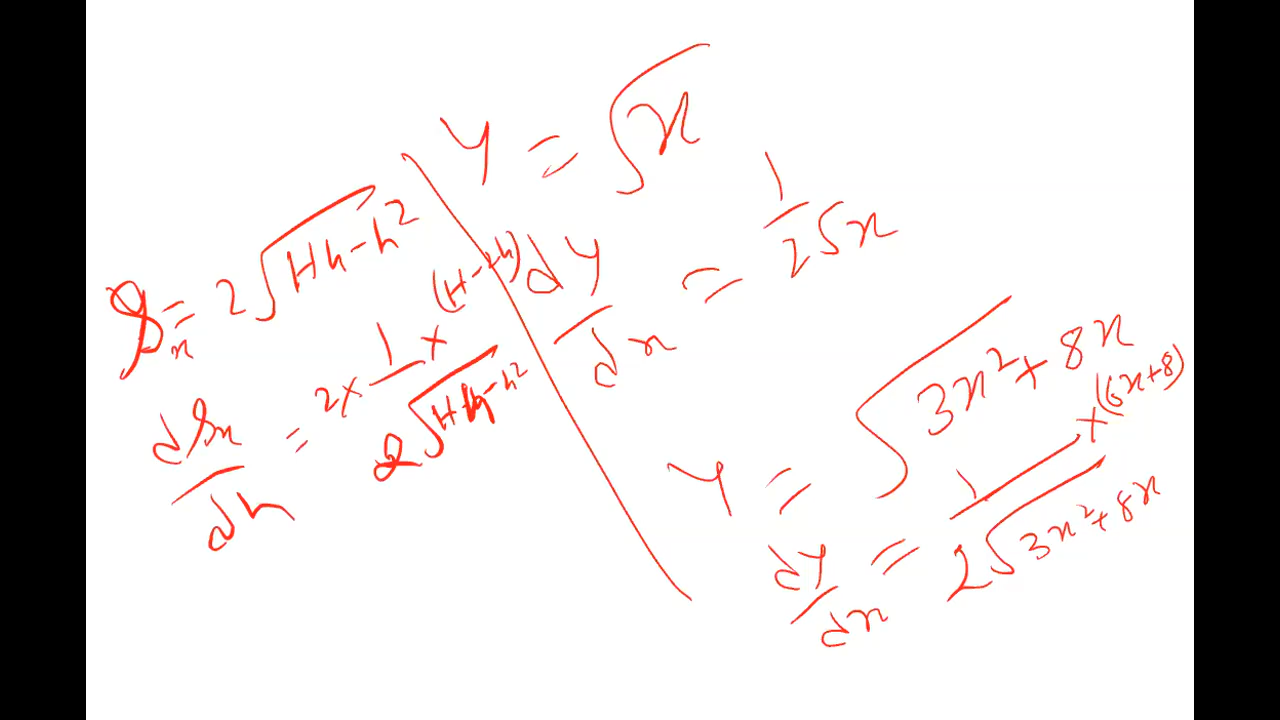 y = √x
dy/dx = 1/2√x
y = √3x²+8x
dy/dx = 1/2√3x²+8x ×(6x+8)
Sx = 2√Hh-h²
dSx/dh = 2× 1/2√Hh-h² × (H-2h)